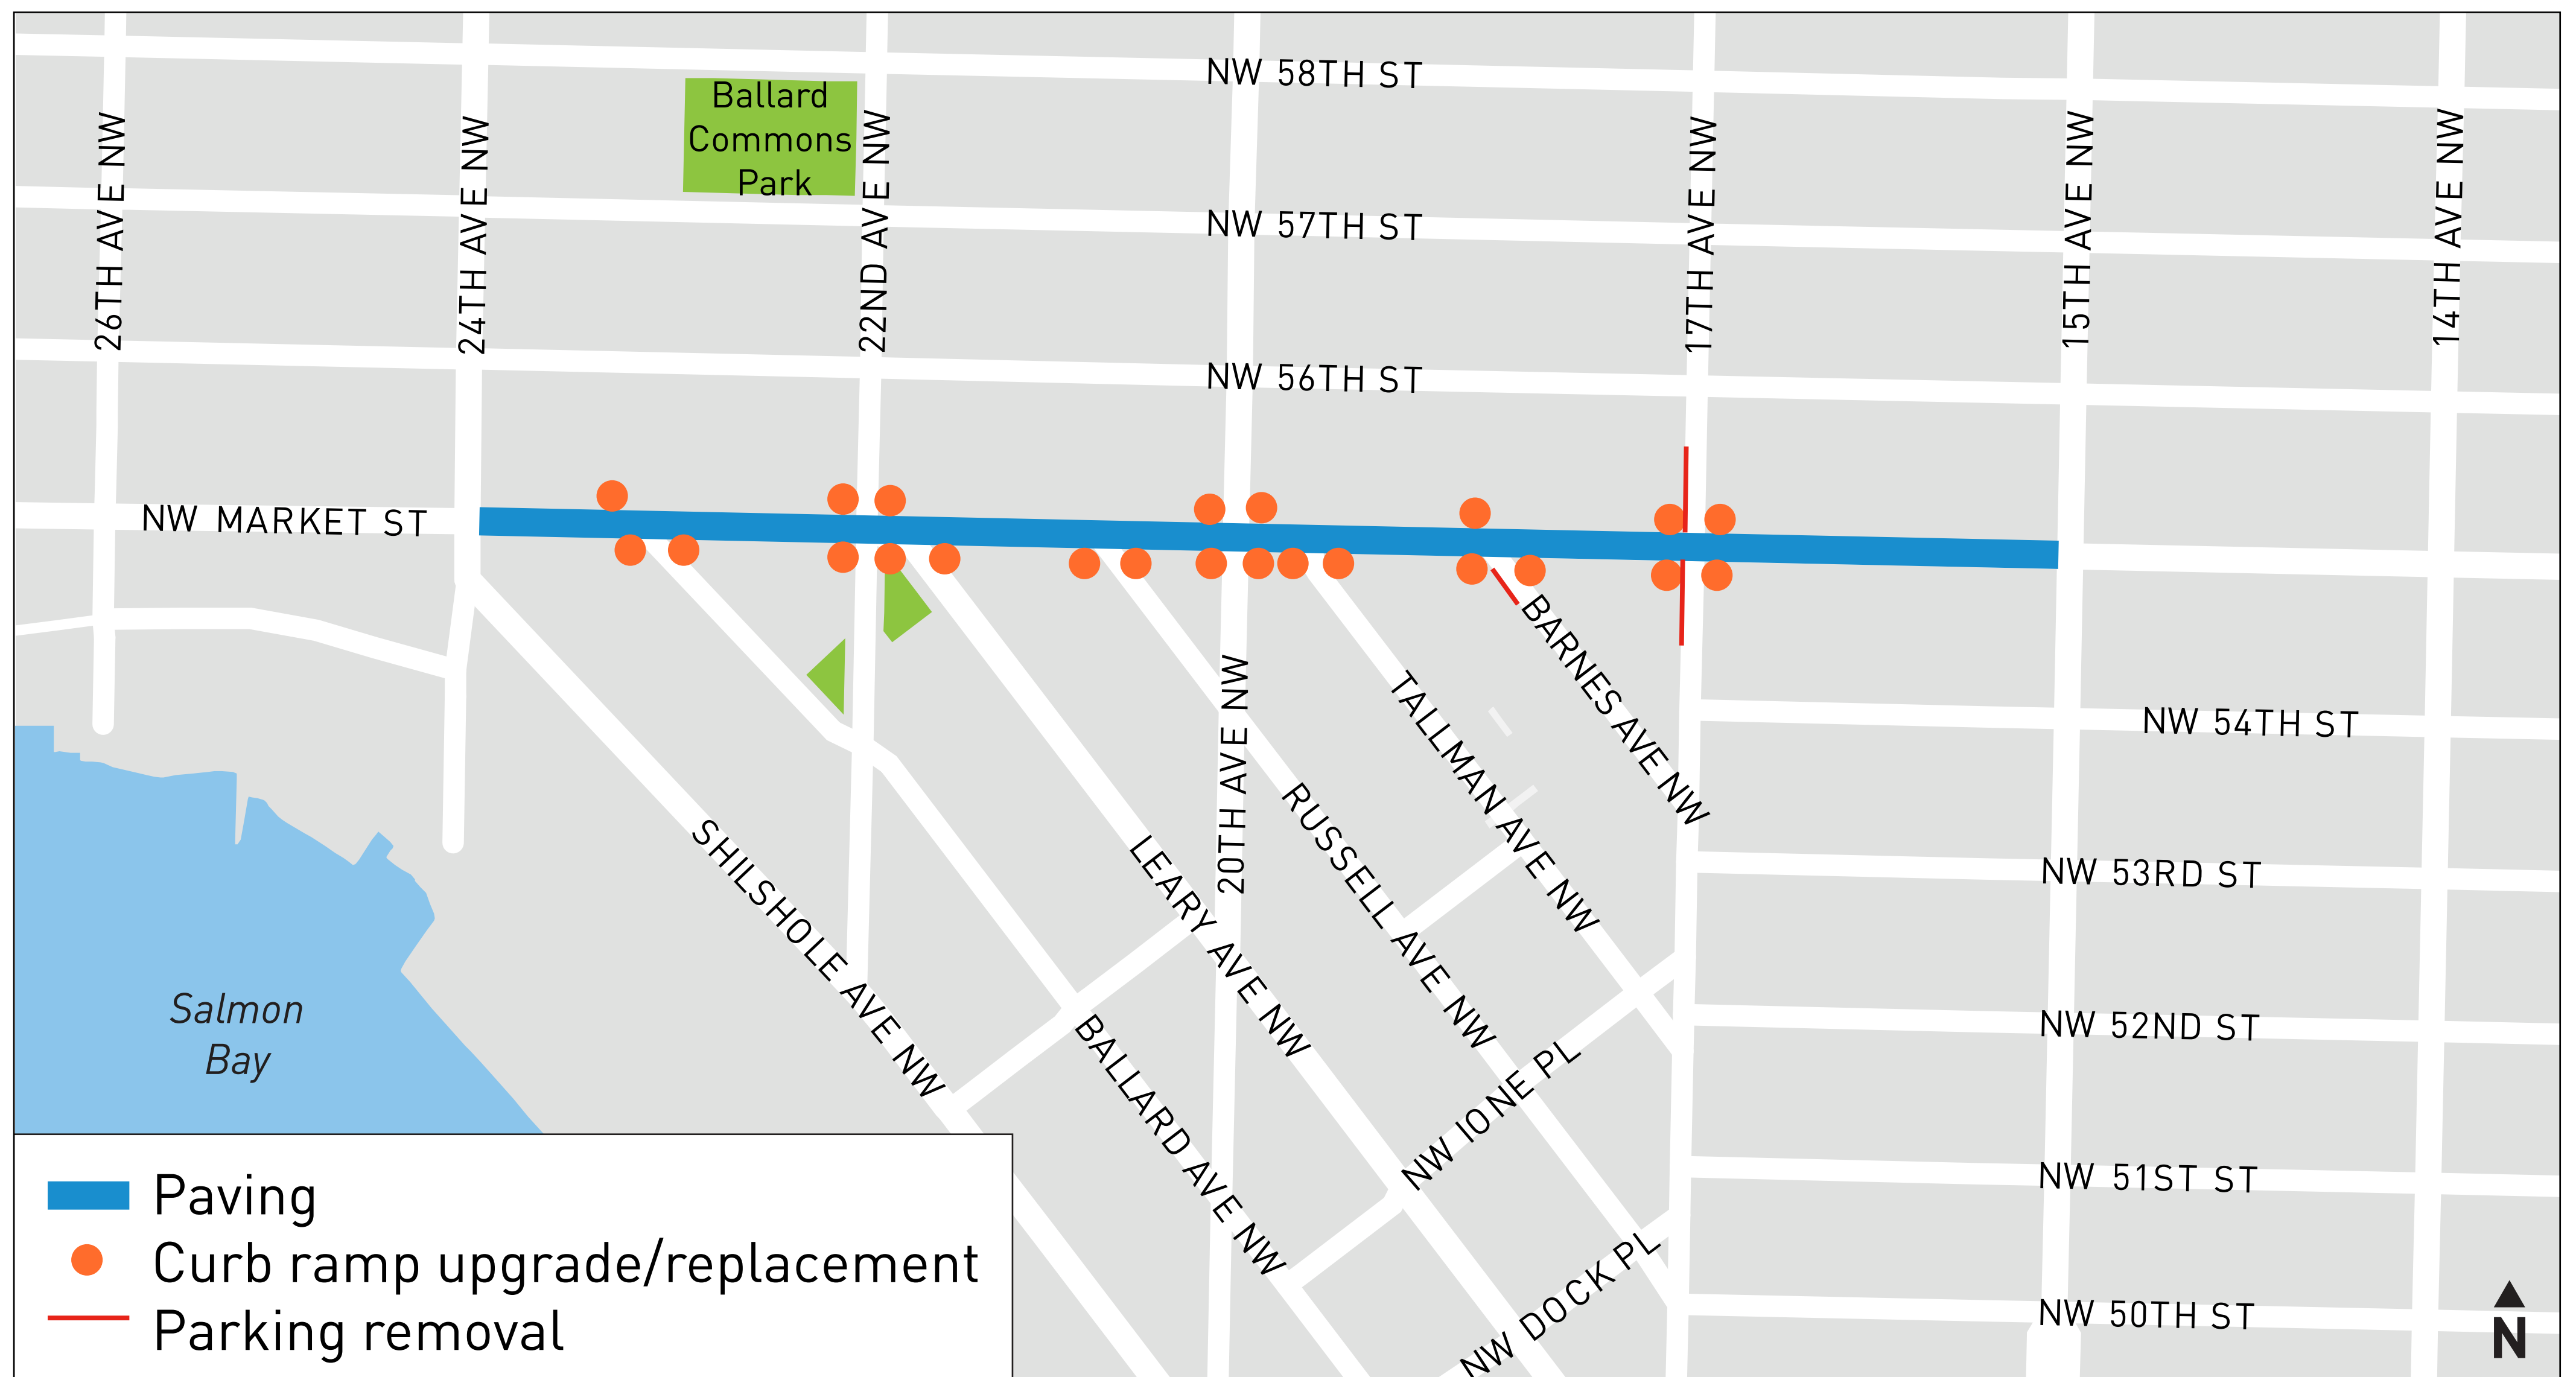 NW 58TH ST
Ballard
Commons
Park
26TH AVE NW
24TH AVE NW
22ND AVE NW
17TH AVE NW
15TH AVE NW
14TH AVE NW
NW 57TH ST
NW 56TH ST
NW MARKET ST
BARNES AVE NW
20TH AVE NW
TALLMAN AVE NW
NW 54TH ST
RUSSELL AVE NW
SHILSHOLE AVE NW
LEARY AVE NW
NW 53RD ST
Salmon
Bay
BALLARD AVE NW
NW IONE PL
NW 52ND ST
NW 51ST ST
NW DOCK PL
NW 50TH ST
Paving
Curb ramp upgrade/replacement
Parking removal
N